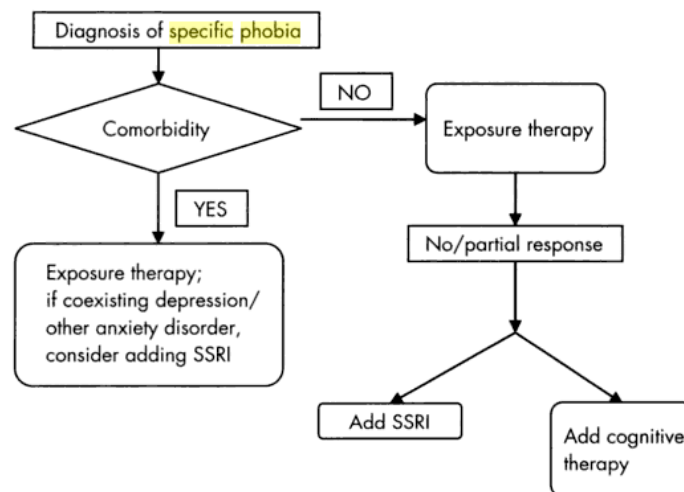 Diagnosis of specific phobia
NO
Comorbidity
Exposure therapy
YES
No/partial response
Exposure therapy;
if coexisting depression/
other anxiety disorder,
consider adding SSRI
Add SSRI
Add cognitive
therapy